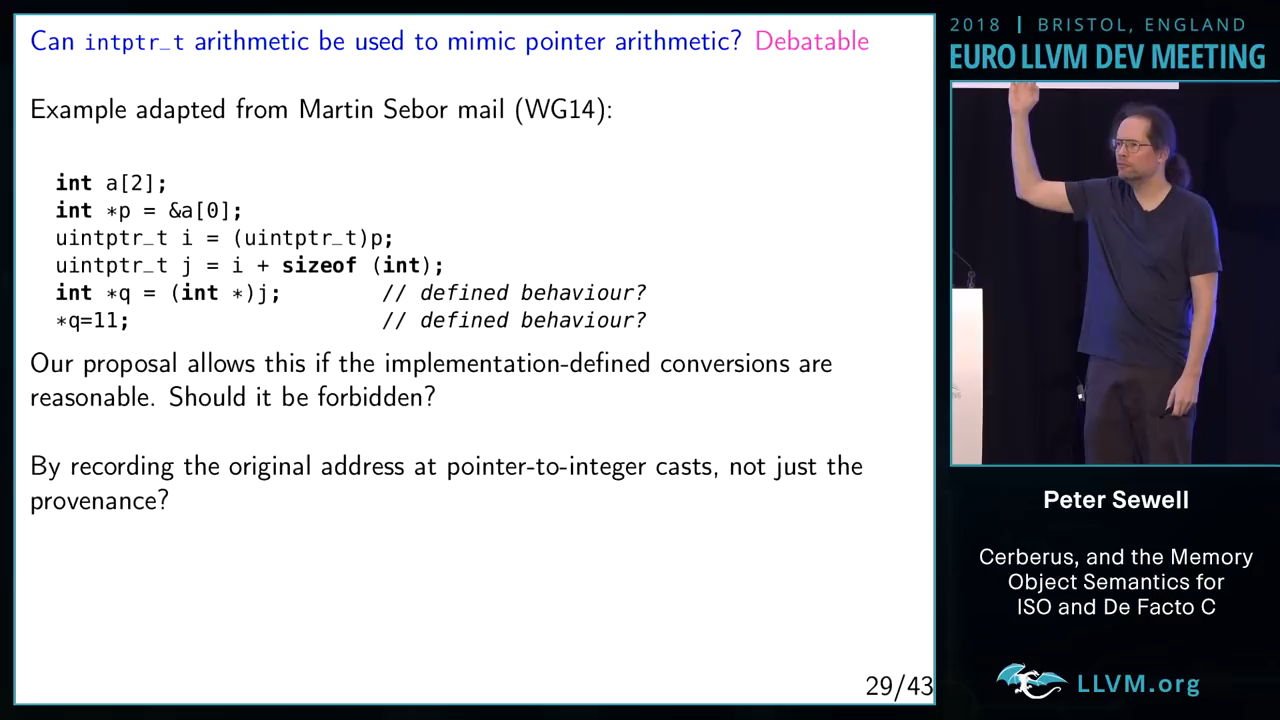 Can intptr_t arithmetic be used to mimic pointer arithmetic? Debatable
Example adapted from Martin Sebor mail (WG14):
int a[2];
int *p = &a[0];
uintptr_t i = (uintptr_t)p;
uintptr_t j = i + sizeof (int);
int *q = (int *)j; // defined behaviour?
*q=11; // defined behaviour?
Our proposal allows this if the implementation-defined conversions are
reasonable. Should it be forbidden?
By recording the original address at pointer-to-integer casts, not just the
provenance?
29/43
2018 | BRISTOL, ENGLAND
EURO LLVM DEV MEETING
Peter Sewell
Cerberus, and the Memory
Object Semantics for
ISO and De Facto C
LLVM.org